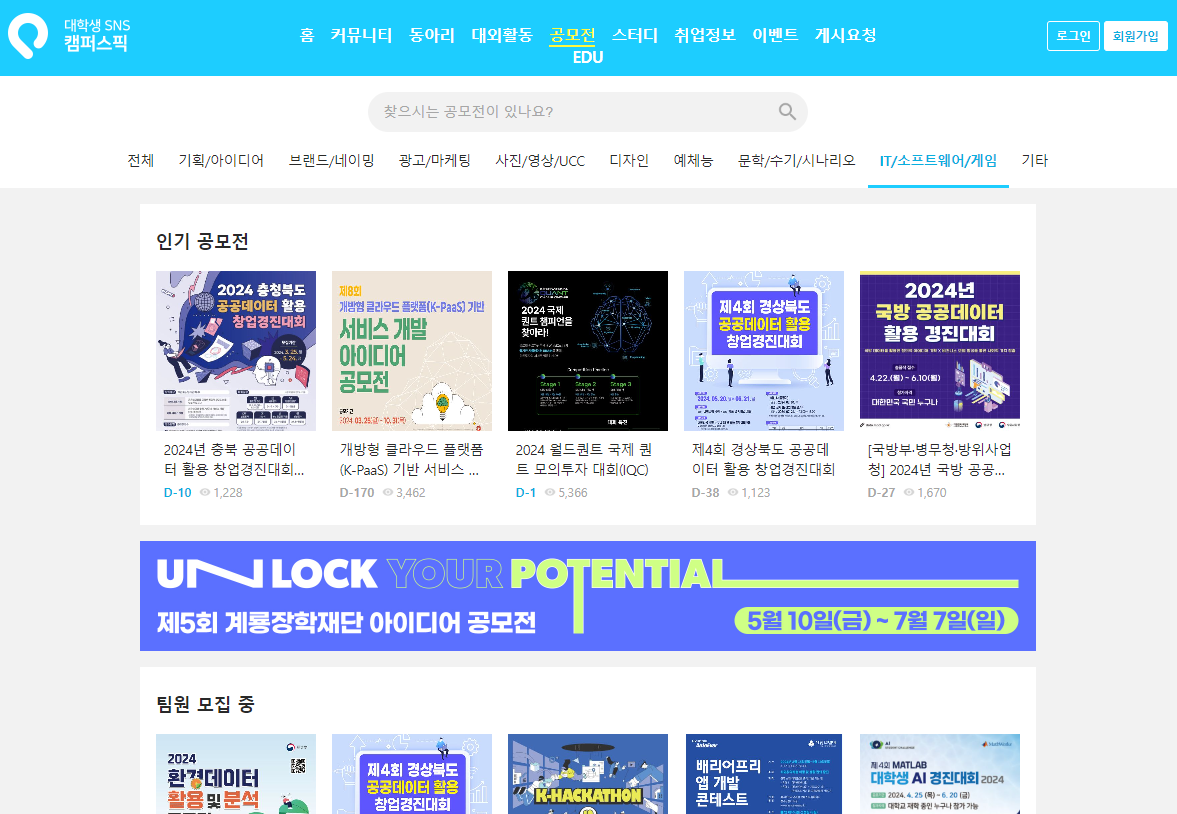 대학생 SNS
캠퍼스픽
홈 커뮤니티 동아리 대외활동 공모전 스터디 취업정보 이벤트 게시요청
EDU
로그인 회원가입
찾으시는 공모전이 있나요?
전체 기획/아이디어 브랜드/네이밍 광고/마케팅 사진/영상/UCC 디자인 예체능 문학/수기/시나리오 IT/소프트웨어/게임 기타
인기 공모전
2024 충청북도
공공데이터 활용
창업경진대회
제8회
개방형 클라우드 플랫폼(K-PaaS) 기반
서비스 개발
아이디어
공모전
2024 국제
퀀트 챔피언을
찾아라!
Stage 1 Stage 2 Stage 3
제4회 경상북도
공공데이터 활용
창업경진대회
2024년
국방 공공데이터
활용 경진대회
4.22.(월) ~ 6.10(월)
대한민국 국민 누구나
2024년 충북 공공데이
터 활용 창업경진대회...
D-10 1,228
개방형 클라우드 플랫폼
(K-PaaS) 기반 서비스 ...
D-170 3,462
2024 월드퀀트 국제 퀀
트 모의투자 대회(IQC)
D-1 5,366
제4회 경상북도 공공데
이터 활용 창업경진대회
D-38 1,123
[국방부·병무청·방위사업
청] 2024년 국방 공공...
D-27 1,670
UNLOCK YOUR POTENTIAL
제5회 계룡장학재단 아이디어 공모전
5월 10일(금) ~ 7월 7일(일)
팀원 모집 중
2024
환경데이터
활용 및 분석
제4회 경상북도
공공데이터 활용
창업경진대회
K-HACKATHON
배리어프리
앱 개발
콘테스트
제4회 MATLAB
대학생 AI 경진대회 2024
2024. 4. 25 (목) ~ 6. 20 (금)
대학교 재학 중인 누구나 참가 가능